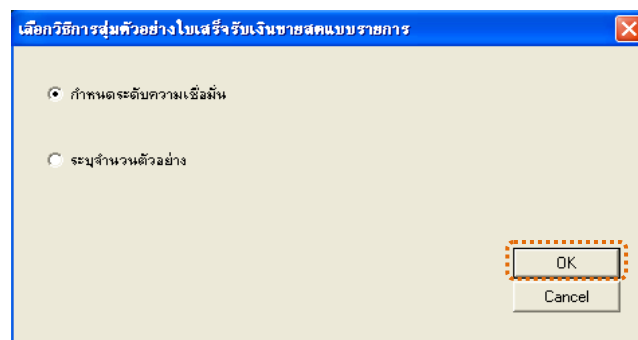 เลือกวิธีการสุ่มตัวอย่างใบเสร็จรับเงินขายสดแบบรายการ
กำหนดระดับความเชื่อมั่น
ระบุจำนวนตัวอย่าง
OK
Cancel